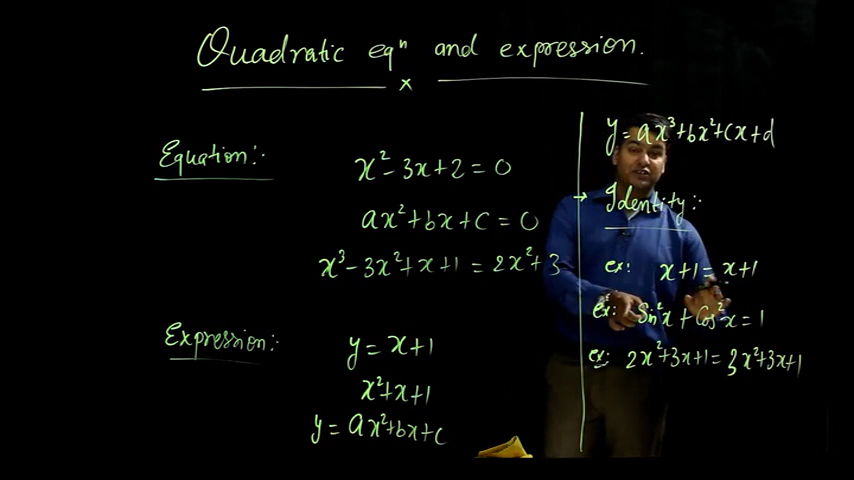 Quadratic eqⁿ and expression.
x
Equation:-
x² - 3x + 2 = 0
ax² + bx + c = 0
x³ - 3x² + x + 1 = 2x² + 3
Expression:-
y = x + 1
x² + x + 1
y = ax² + bx + c
y = ax³ + bx² + cx + d
→ Identity:-
ex: x + 1 = x + 1
ex: Sin²x + Cos²x = 1
ex: 2x² + 3x + 1 = 3x² + 3x + 1